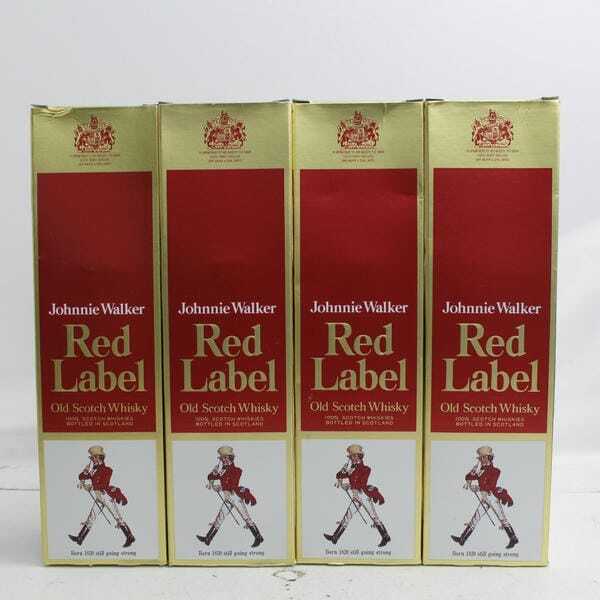 Johnnie Walker
Red
Label
Old Scotch Whisky
100% SCOTCH WHISKIES
BOTTLED IN SCOTLAND
Born 1820 still going strong
Johnnie Walker
Red
Label
Old Scotch Whisky
100% SCOTCH WHISKIES
BOTTLED IN SCOTLAND
Born 1820 still going strong
Johnnie Walker
Red
Label
Old Scotch Whisky
100% SCOTCH WHISKIES
BOTTLED IN SCOTLAND
Born 1820 still going strong
Johnnie Walker
Red
Label
Old Scotch Whisky
100% SCOTCH WHISKIES
BOTTLED IN SCOTLAND
Born 1820 still going strong